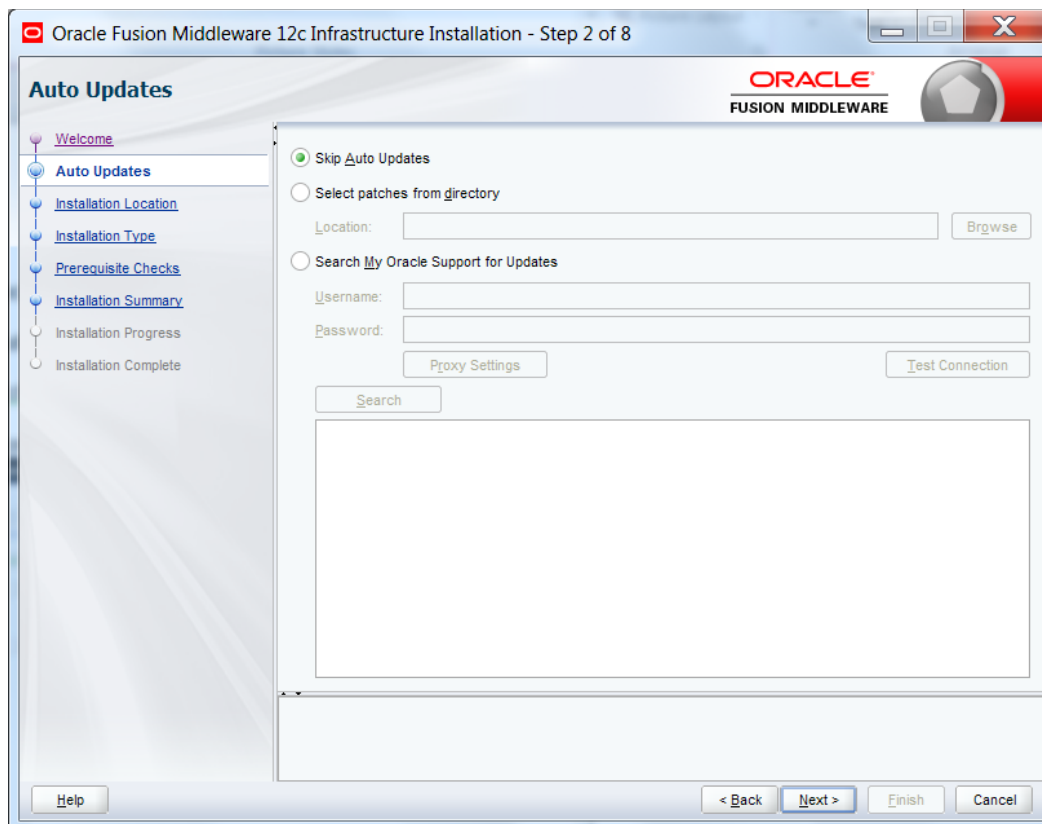 Oracle Fusion Middleware 12c Infrastructure Installation - Step 2 of 8
Auto Updates
ORACLE
FUSION MIDDLEWARE
Welcome
Auto Updates
Installation Location
Installation Type
Prerequisite Checks
Installation Summary
Installation Progress
Installation Complete
Skip Auto Updates
Select patches from directory
Location:
Browse
Search My Oracle Support for Updates
Username:
Password:
Proxy Settings
Test Connection
Search
Help
< Back
Next >
Finish
Cancel